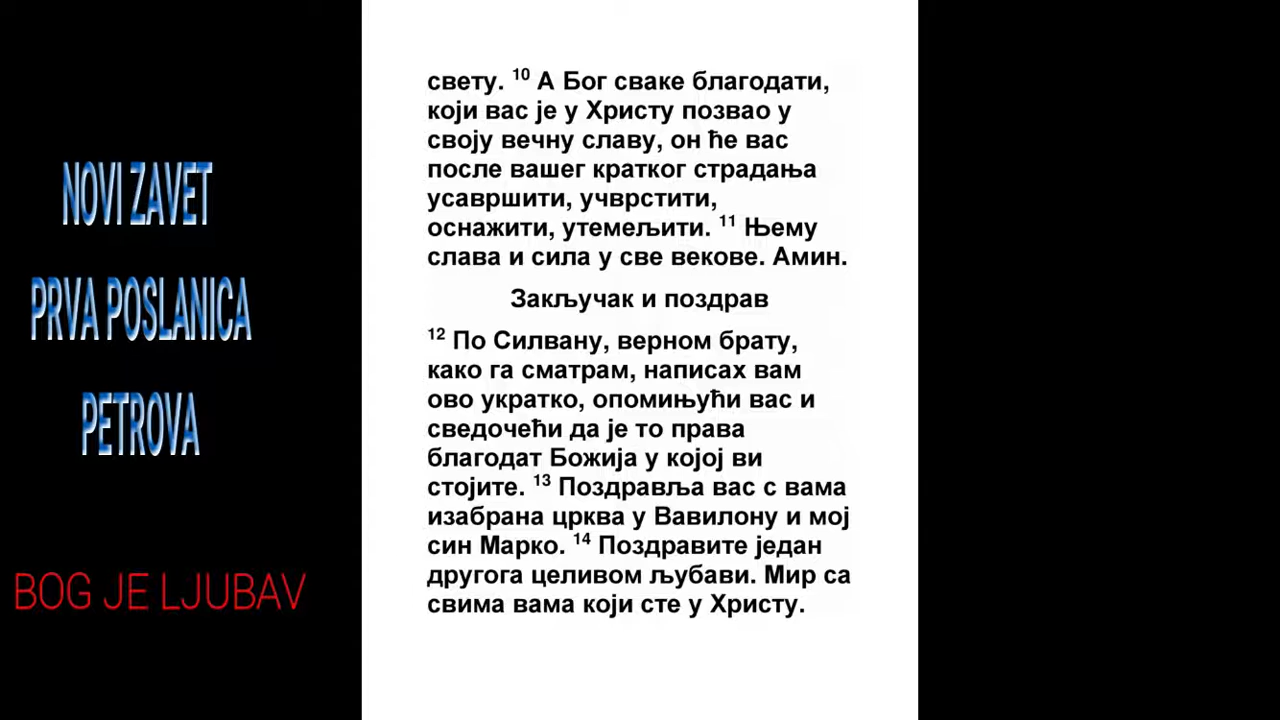 NOVI ZAVET
PRVA POSLANICA
PETROVA
BOG JE LJUBAV
свету. 10 А Бог сваке благодати,
који вас је у Христу позвао у
своју вечну славу, он ће вас
после вашег кратког страдања
усавршити, учврстити,
оснажити, утемељити. 11 Њему
слава и сила у све векове. Амин.
Закључак и поздрав
12 По Силвану, верном брату,
како га сматрам, написах вам
ово укратко, опомињући вас и
сведочећи да је то права
благодат Божија у којој ви
стојите. 13 Поздравља вас с вама
изабрана црква у Вавилону и мој
син Марко. 14 Поздравите један
другога целивом љубави. Мир са
свима вама који сте у Христу.